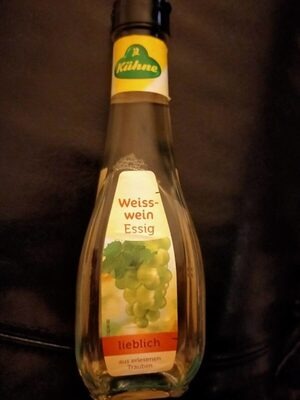 Kühne
Weiss-
wein
Essig
lieblich
aus erlesenen
Trauben